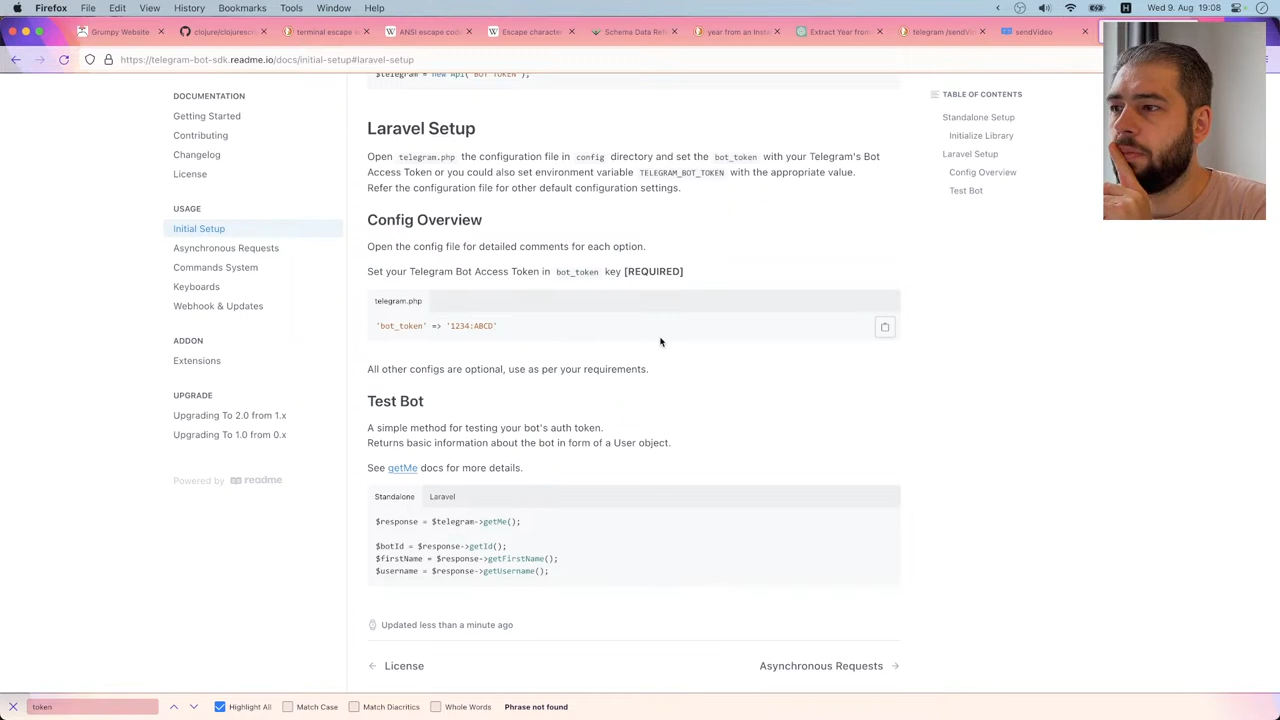 Firefox File Edit View History Bookmarks Tools Window Help
Wed 9. Aug 19:08
Grumpy Website
clojure/clojurescr
terminal escape
ANSI escape code
Escape character
Schema Data Ref
year from an Inst
Extract Year from
telegram /sendVi
sendVideo
https://telegram-bot-sdk.readme.io/docs/initial-setup#laravel-setup
DOCUMENTATION
Getting Started
Contributing
Changelog
License
USAGE
Initial Setup
Asynchronous Requests
Commands System
Keyboards
Webhook & Updates
ADDON
Extensions
UPGRADE
Upgrading To 2.0 from 1.x
Upgrading To 1.0 from 0.x
Powered by readme
$telegram = new Api('BOT TOKEN');
Laravel Setup
Open telegram.php the configuration file in config directory and set the bot_token with your Telegram's Bot
Access Token or you could also set environment variable TELEGRAM_BOT_TOKEN with the appropriate value.
Refer the configuration file for other default configuration settings.
Config Overview
Open the config file for detailed comments for each option.
Set your Telegram Bot Access Token in bot_token key [REQUIRED]
telegram.php
'bot_token' => '1234:ABCD'
All other configs are optional, use as per your requirements.
Test Bot
A simple method for testing your bot's auth token.
Returns basic information about the bot in form of a User object.
See getMe docs for more details.
Standalone Laravel
$response = $telegram->getMe();
$botId = $response->getId();
$firstName = $response->getFirstName();
$username = $response->getUsername();
Updated less than a minute ago
← License
Asynchronous Requests →
TABLE OF CONTENTS
Standalone Setup
Initialize Library
Laravel Setup
Config Overview
Test Bot
token
Highlight All Match Case Match Diacritics Whole Words Phrase not found